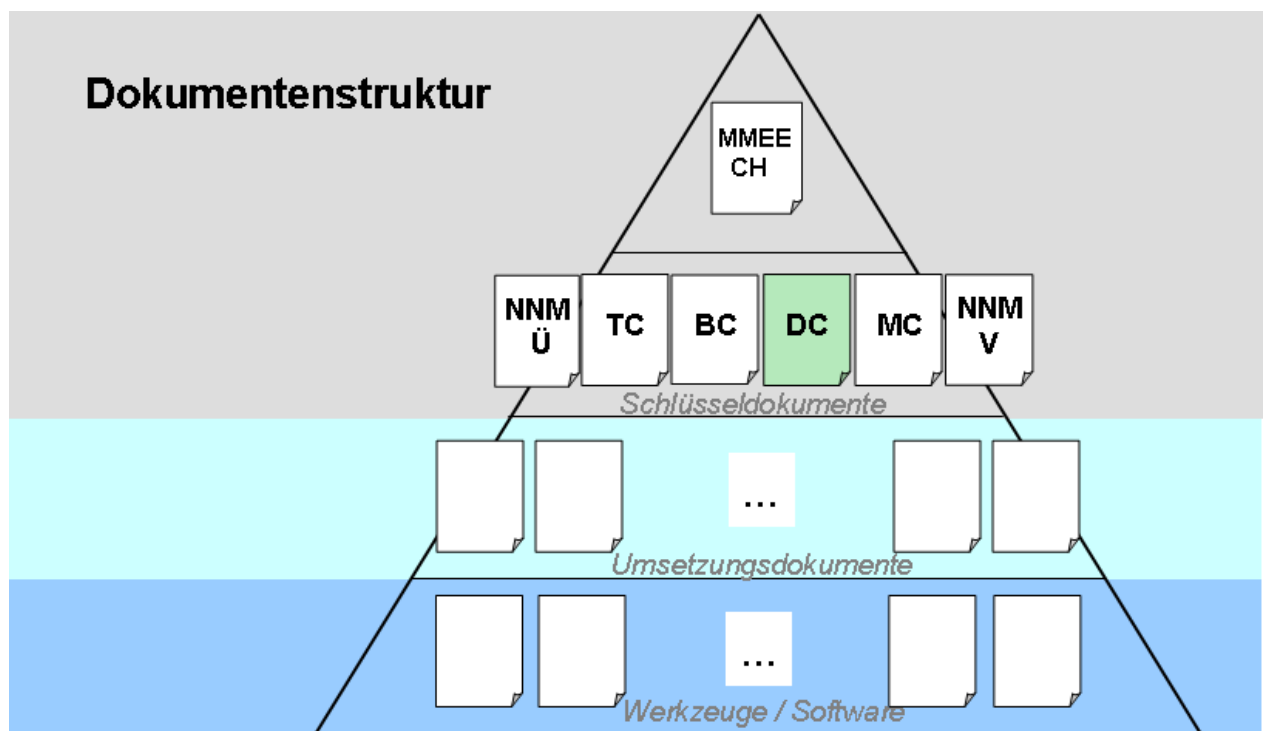 Dokumentenstruktur
MMEE
CH
NNM
Ü
TC
BC
DC
MC
NNM
V
Schlüsseldokumente
...
Umsetzungsdokumente
...
Werkzeuge / Software